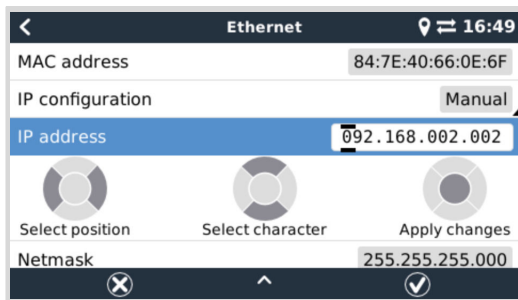 Ethernet 16:49
MAC address 84:7E:40:66:0E:6F
IP configuration Manual
IP address 092.168.002.002
Select position Select character Apply changes
Netmask 255.255.255.000